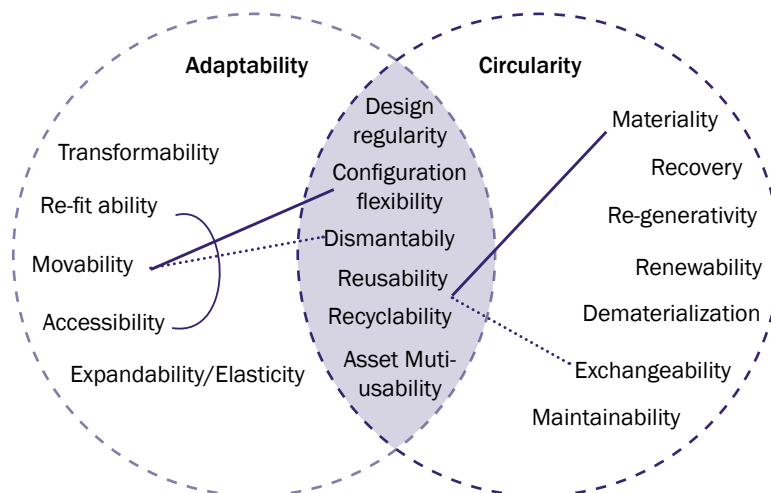 Adaptability
Circularity
Transformability
Re-fit ability
Movability
Accessibility
Expandability/Elasticity
Design
regularity
Configuration
flexibility
Dismantabily
Reusability
Recyclability
Asset Muti-
usability
Materiality
Recovery
Re-generativity
Renewability
Dematerialization
Exchangeability
Maintainability